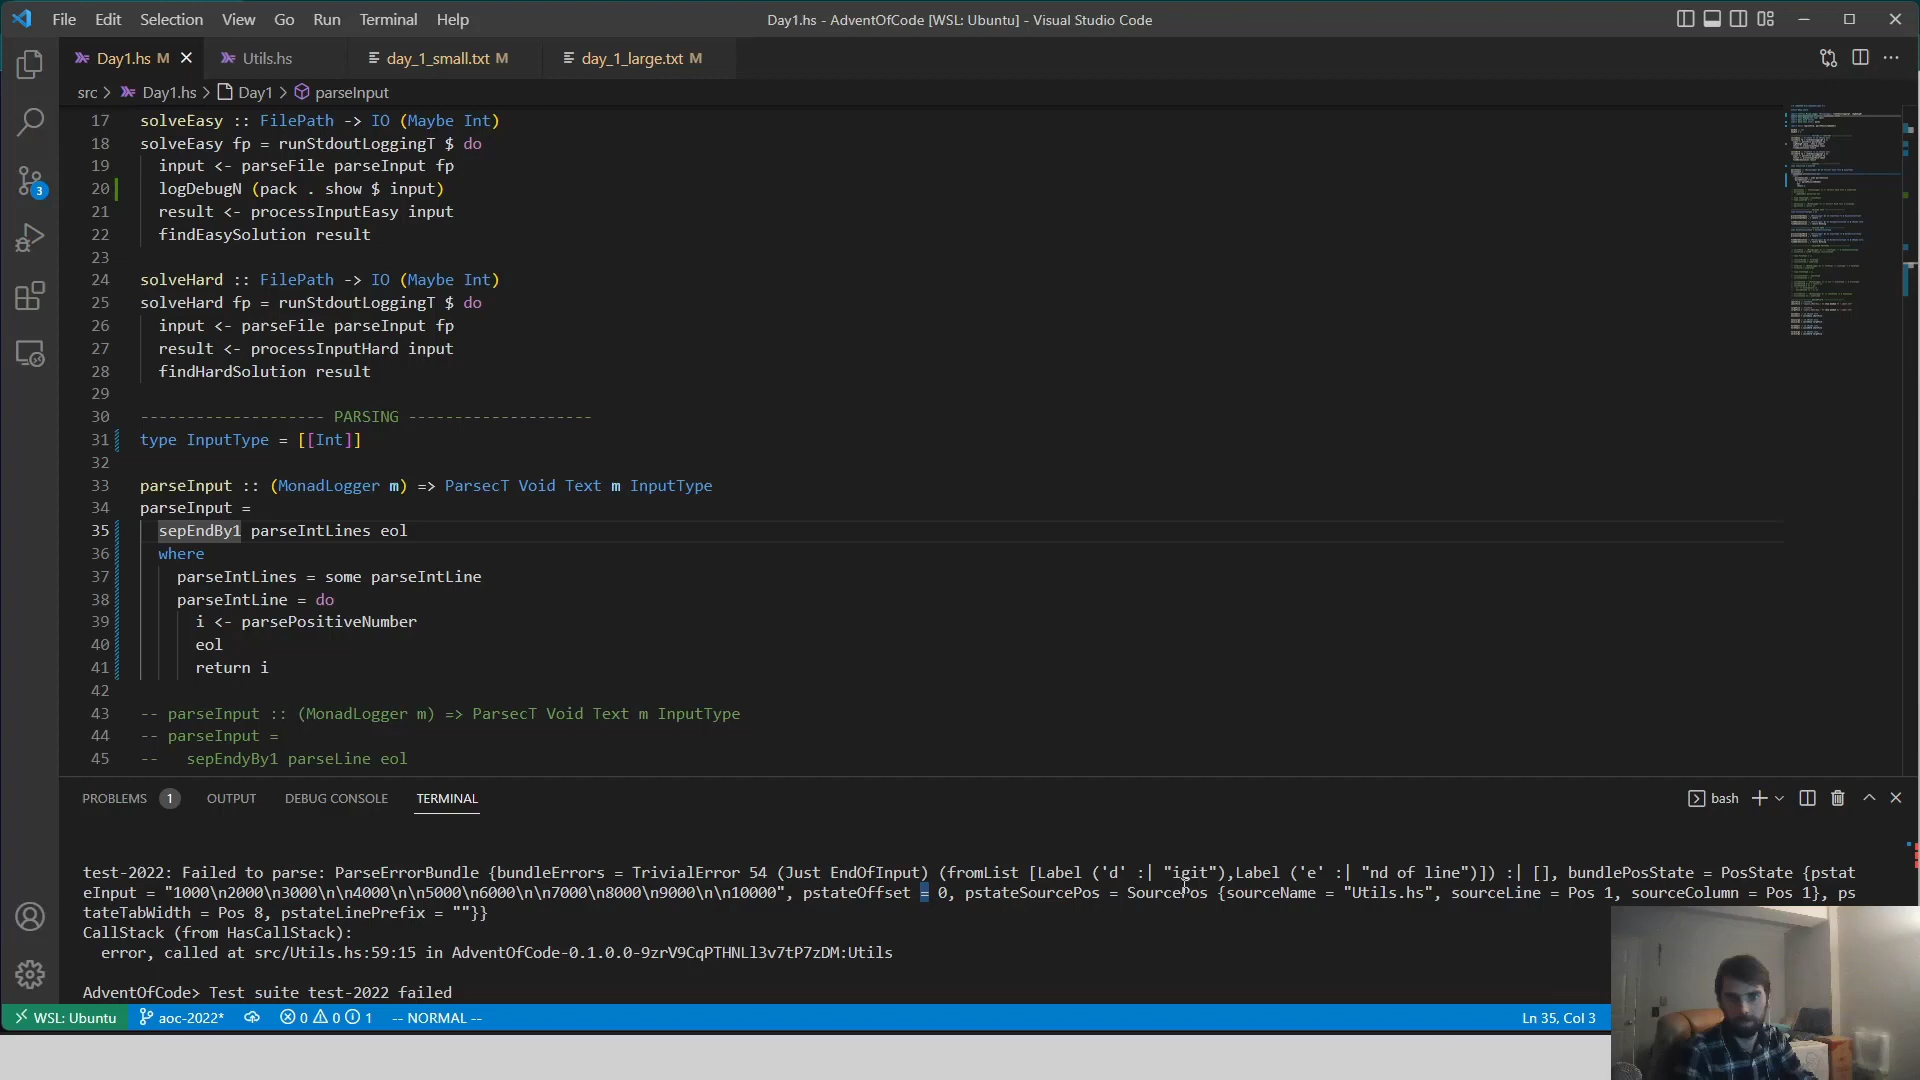 File Edit Selection View Go Run Terminal Help
Day1.hs - AdventOfCode [WSL: Ubuntu] - Visual Studio Code
Day1.hs M
Utils.hs
day_1_small.txt M
day_1_large.txt M
src > Day1.hs > Day1 > parseInput
17 solveEasy :: FilePath -> IO (Maybe Int)
18 solveEasy fp = runStdoutLoggingT $ do
19 input <- parseFile parseInput fp
20 logDebugN (pack . show $ input)
21 result <- processInputEasy input
22 findEasySolution result
23
24 solveHard :: FilePath -> IO (Maybe Int)
25 solveHard fp = runStdoutLoggingT $ do
26 input <- parseFile parseInput fp
27 result <- processInputHard input
28 findHardSolution result
29
30 -------------------- PARSING --------------------
31 type InputType = [[Int]]
32
33 parseInput :: (MonadLogger m) => ParsecT Void Text m InputType
34 parseInput =
35 sepEndBy1 parseIntLines eol
36 where
37 parseIntLines = some parseIntLine
38 parseIntLine = do
39 i <- parsePositiveNumber
40 eol
41 return i
42
43 -- parseInput :: (MonadLogger m) => ParsecT Void Text m InputType
44 -- parseInput =
45 -- sepEndyBy1 parseLine eol
PROBLEMS 1 OUTPUT DEBUG CONSOLE TERMINAL
bash
test-2022: Failed to parse: ParseErrorBundle {bundleErrors = TrivialError 54 (Just EndOfInput) (fromList [Label ('d' :| "igit"),Label ('e' :| "nd of line")]) :| [], bundlePosState = PosState {pstat
eInput = "1000\n2000\n3000\n\n4000\n\n5000\n6000\n\n7000\n8000\n9000\n\n10000", pstateOffset = 0, pstateSourcePos = SourcePos {sourceName = "Utils.hs", sourceLine = Pos 1, sourceColumn = Pos 1}, ps
tateTabWidth = Pos 8, pstateLinePrefix = ""}}
CallStack (from HasCallStack):
error, called at src/Utils.hs:59:15 in AdventOfCode-0.1.0.0-9zrV9CqPTHNLl3v7tP7zDM:Utils
AdventOfCode> Test suite test-2022 failed
3
WSL: Ubuntu aoc-2022* 0 0 1 -- NORMAL -- Ln 35, Col 3